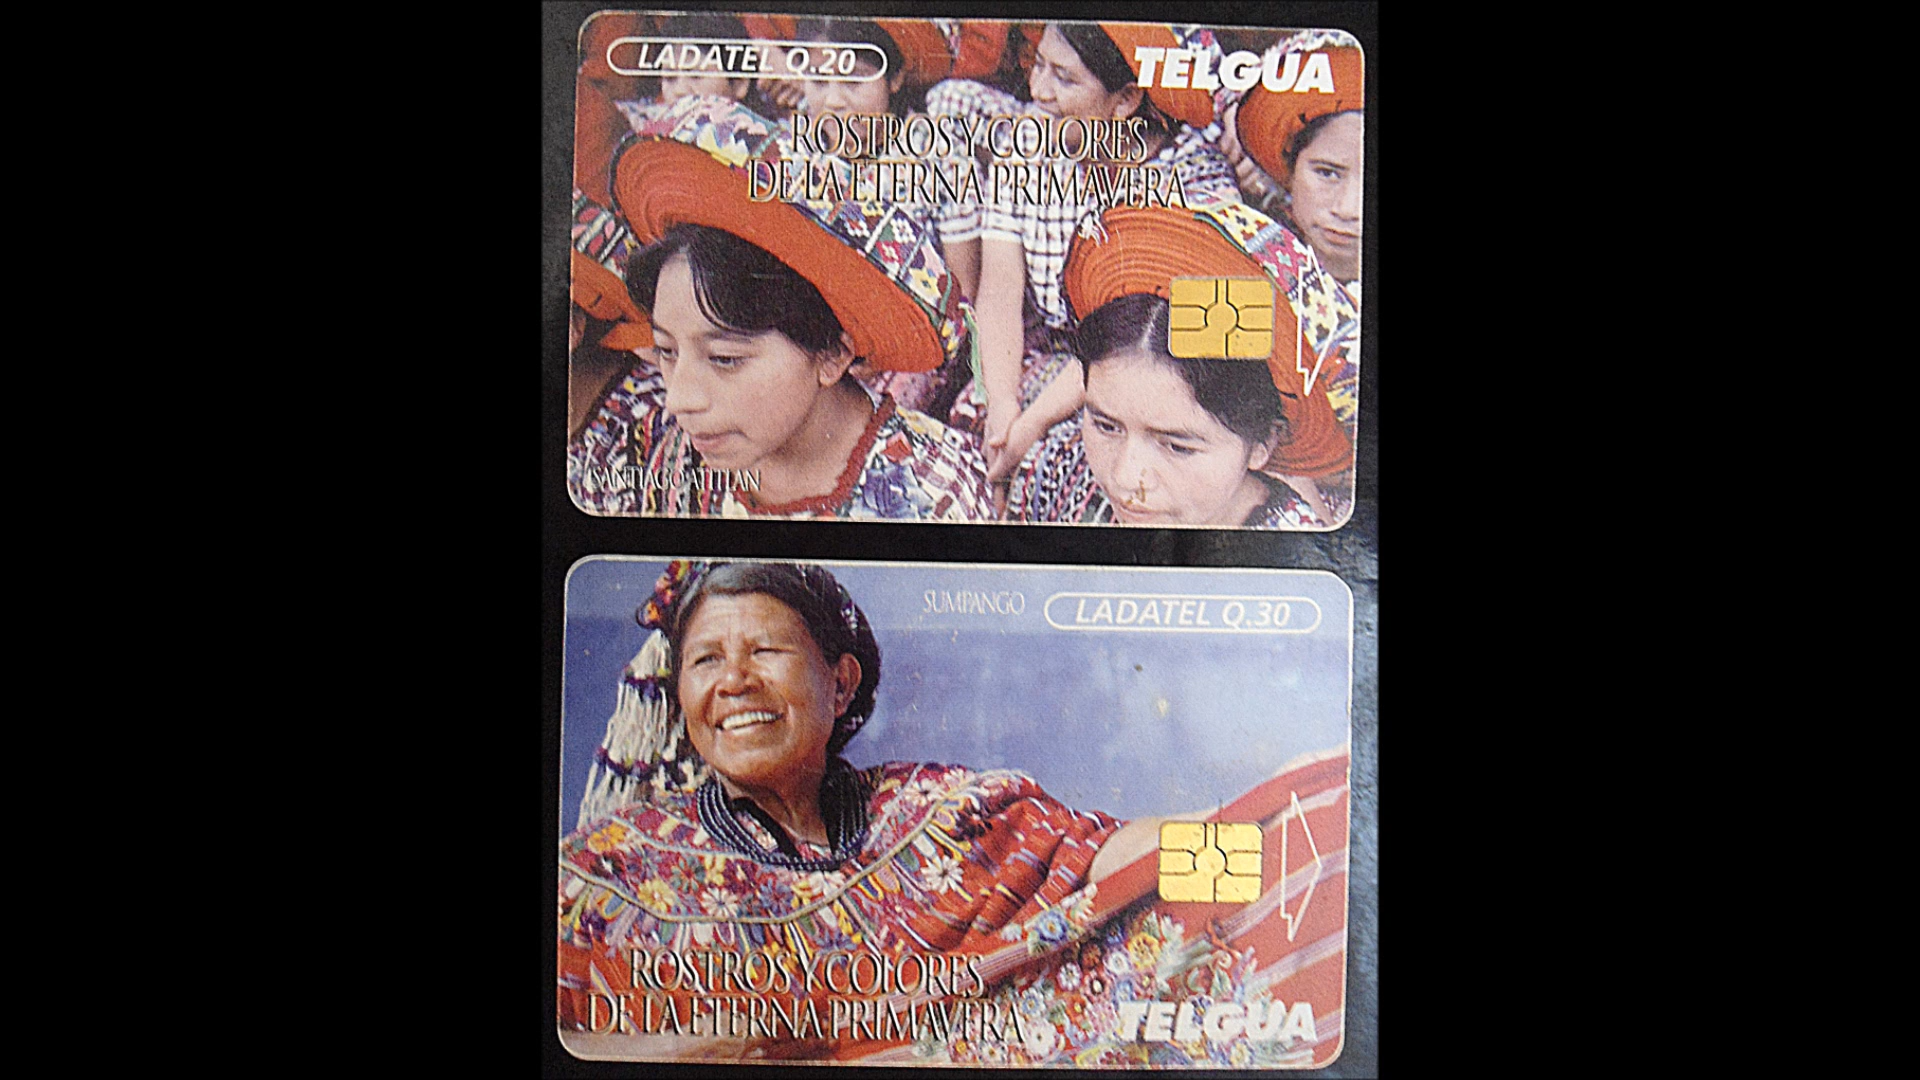 LADATEL Q.20
TELGUA
ROSTROS Y COLORES
DE LA ETERNA PRIMAVERA
SANTIAGO ATITLAN
SUMPANGO
LADATEL Q.30
ROSTROS Y COLORES
DE LA ETERNA PRIMAVERA
TELGUA